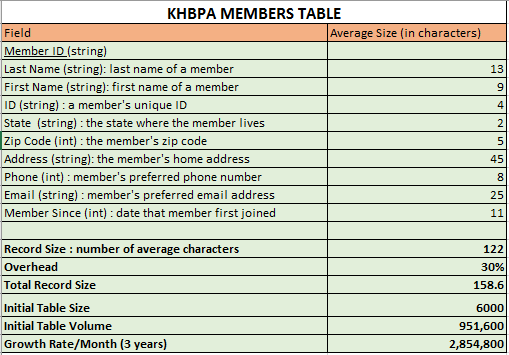 KHBPA MEMBERS TABLE
Field Average Size (in characters)
Member ID (string)
Last Name (string): last name of a member 13
First Name (string): first name of a member 9
ID (string) : a member's unique ID 4
State (string) : the state where the member lives 2
Zip Code (int) : the member's zip code 5
Address (string): the member's home address 45
Phone (int) : member's preferred phone number 8
Email (string) : member's preferred email address 25
Member Since (int) : date that member first joined 11
Record Size : number of average characters 122
Overhead 30%
Total Record Size 158.6
Initial Table Size 6000
Initial Table Volume 951,600
Growth Rate/Month (3 years) 2,854,800